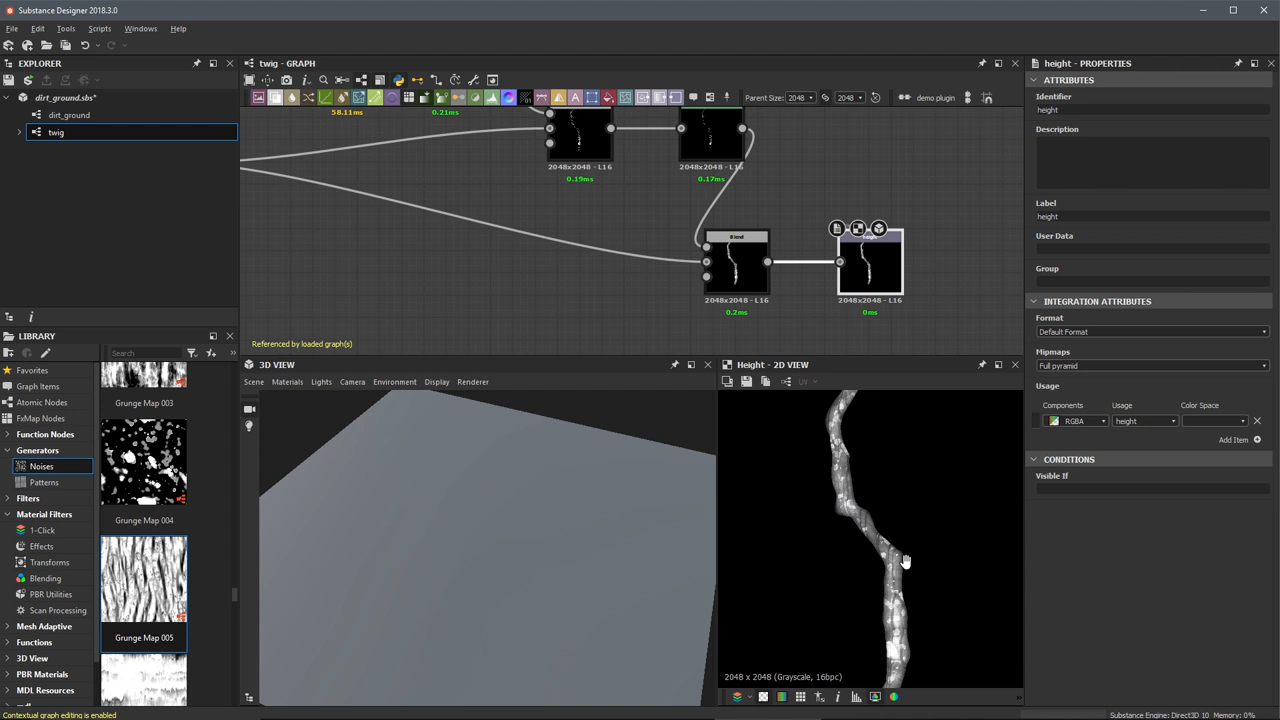 Substance Designer 2018.3.0
File Edit Tools Scripts Windows Help
EXPLORER
dirt_ground.sbs*
dirt_ground
twig
LIBRARY
Search
Favorites
Graph Items
Atomic Nodes
FxMap Nodes
Function Nodes
Generators
Noises
Patterns
Filters
Material Filters
1-Click
Effects
Transforms
Blending
PBR Utilities
Scan Processing
Mesh Adaptive
Functions
3D View
PBR Materials
MDL Resources
Grunge Map 003
Grunge Map 004
Grunge Map 005
Contextual graph editing is enabled
twig - GRAPH
Parent Size: 2048 2048
demo plugin
58.11ms 0.21ms
2048x2048 - L16
0.19ms
2048x2048 - L16
0.17ms
Blend
2048x2048 - L16
0.2ms
2048x2048 - L16
0ms
Referenced by loaded graph(s)
3D VIEW
Scene Materials Lights Camera Environment Display Renderer
Height - 2D VIEW
UV
2048 x 2048 (Grayscale, 16bpc)
height - PROPERTIES
ATTRIBUTES
Identifier
height
Description
Label
height
User Data
Group
INTEGRATION ATTRIBUTES
Format
Default Format
Mipmaps
Full pyramid
Usage
Components Usage Color Space
RGBA height
Add Item
CONDITIONS
Visible If
Substance Engine: Direct3D 10 Memory: 0%